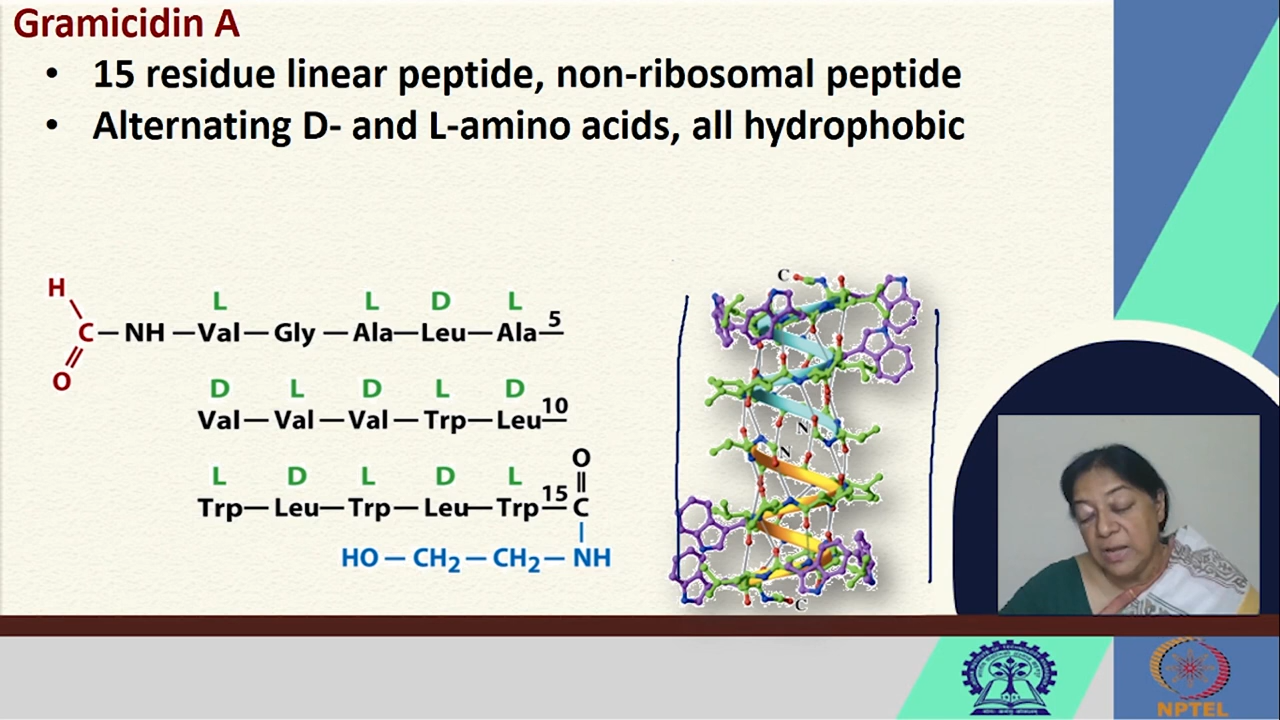 Gramicidin A
• 15 residue linear peptide, non-ribosomal peptide
• Alternating D- and L-amino acids, all hydrophobic
H
L L D L
C — NH — Val — Gly — Ala — Leu — Ala — 5
O
D L D L D
Val — Val — Val — Trp — Leu — 10
O
L D L D L
Trp — Leu — Trp — Leu — Trp — 15 C
HO — CH2 — CH2 — NH
C
N
N
C
NPTEL